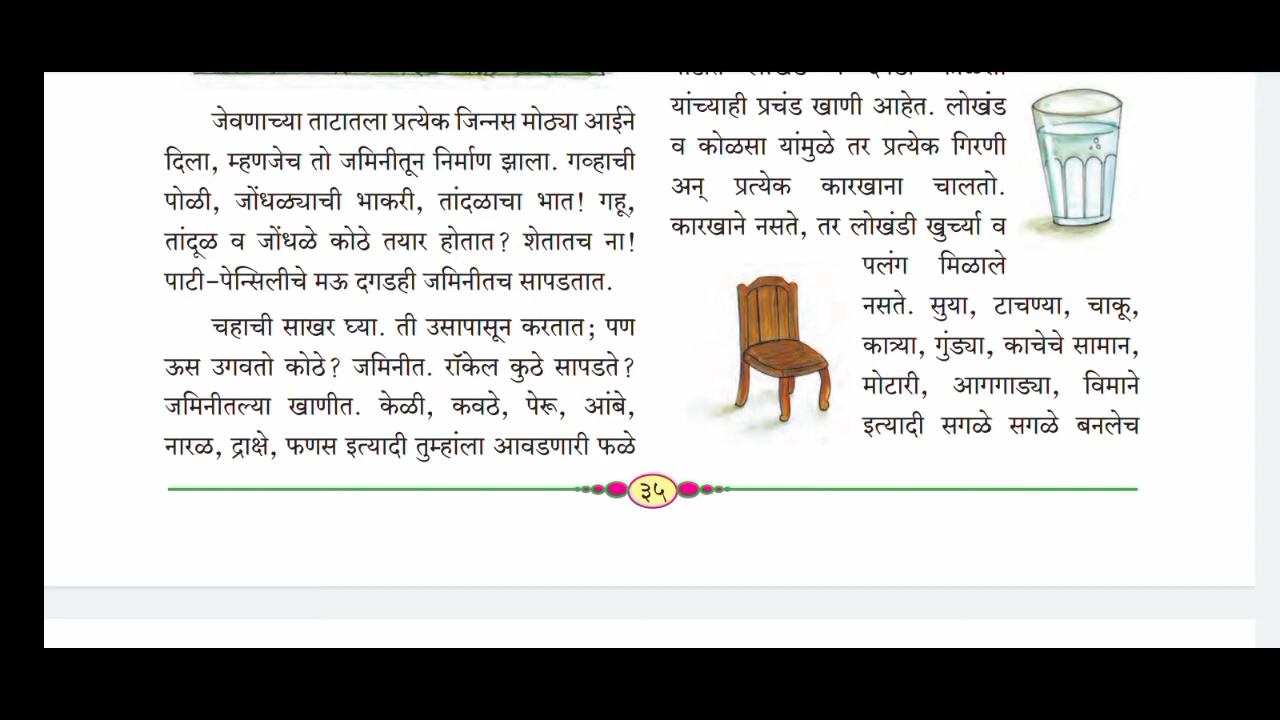 जेवणाच्या ताटातला प्रत्येक जिन्नस मोठ्या आईने
दिला, म्हणजेच तो जमिनीतून निर्माण झाला. गव्हाची
पोळी, जोंधळ्याची भाकरी, तांदळाचा भात! गहू,
तांदूळ व जोंधळे कोठे तयार होतात? शेतातच ना!
पाटी-पेन्सिलीचे मऊ दगडही जमिनीतच सापडतात.
चहाची साखर घ्या. ती उसापासून करतात; पण
ऊस उगवतो कोठे? जमिनीत. रॉकेल कुठे सापडते?
जमिनीतल्या खाणीत. केळी, कवठे, पेरू, आंबे,
नारळ, द्राक्षे, फणस इत्यादी तुम्हांला आवडणारी फळे
यांच्याही प्रचंड खाणी आहेत. लोखंड
व कोळसा यांमुळे तर प्रत्येक गिरणी
अन् प्रत्येक कारखाना चालतो.
कारखाने नसते, तर लोखंडी खुर्च्या व
पलंग मिळाले
नसते. सुया, टाचण्या, चाकू,
कात्र्या, गुंड्या, काचेचे सामान,
मोटारी, आगगाड्या, विमाने
इत्यादी सगळे सगळे बनलेच
३५